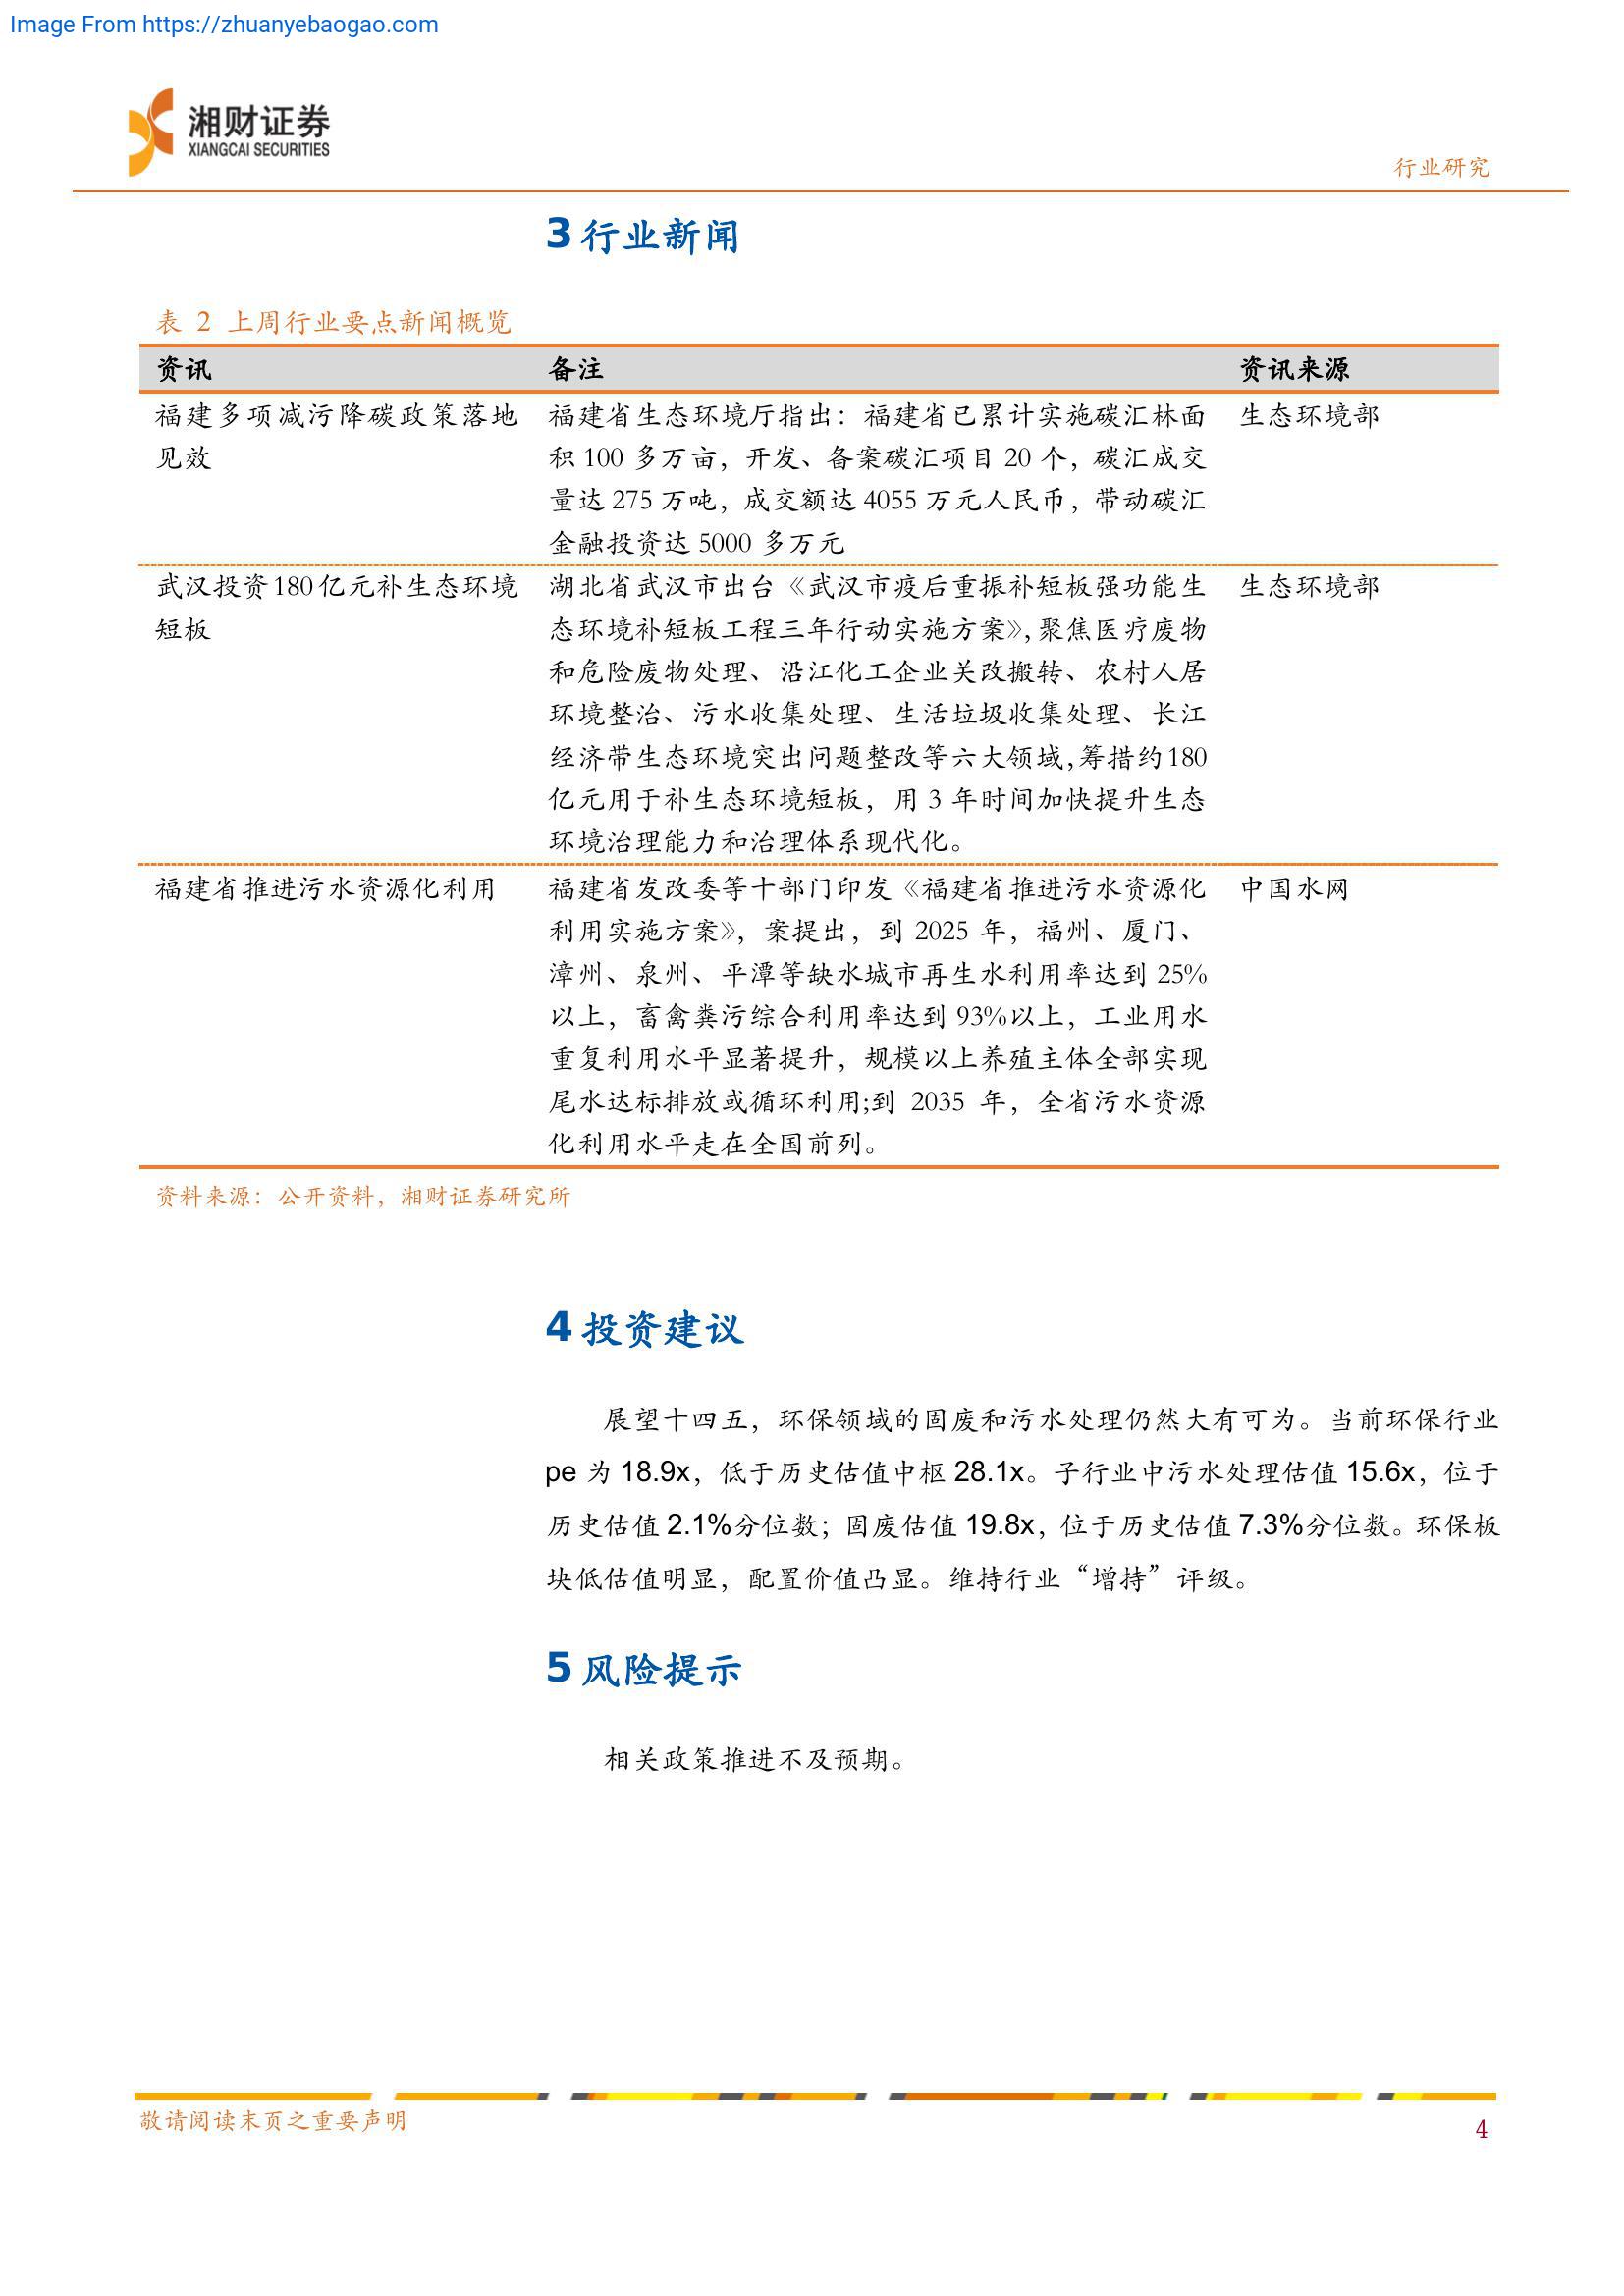 Image From https://zhuanyebaogao.com
湘财证券
XIANGCAI SECURITIES
行业研究
3 行业新闻
表 2 上周行业要点新闻概览
资讯 备注 资讯来源
福建多项减污降碳政策落地
见效
福建省生态环境厅指出：福建省已累计实施碳汇林面
积 100 多万亩，开发、备案碳汇项目 20 个，碳汇成交
量达 275 万吨，成交额达 4055 万元人民币，带动碳汇
金融投资达 5000 多万元
生态环境部
武汉投资 180 亿元补生态环境
短板
湖北省武汉市出台《武汉市疫后重振补短板强功能生
态环境补短板工程三年行动实施方案》，聚焦医疗废物
和危险废物处理、沿江化工企业关改搬转、农村人居
环境整治、污水收集处理、生活垃圾收集处理、长江
经济带生态环境突出问题整改等六大领域，筹措约 180
亿元用于补生态环境短板，用 3 年时间加快提升生态
环境治理能力和治理体系现代化。
生态环境部
福建省推进污水资源化利用
福建省发改委等十部门印发《福建省推进污水资源化
利用实施方案》，案提出，到 2025 年，福州、厦门、
漳州、泉州、平潭等缺水城市再生水利用率达到 25%
以上，畜禽粪污综合利用率达到 93%以上，工业用水
重复利用水平显著提升，规模以上养殖主体全部实现
尾水达标排放或循环利用;到 2035 年，全省污水资源
化利用水平走在全国前列。
中国水网
资料来源：公开资料，湘财证券研究所
4 投资建议
展望十四五，环保领域的固废和污水处理仍然大有可为。当前环保行业
pe 为 18.9x，低于历史估值中枢 28.1x。子行业中污水处理估值 15.6x，位于
历史估值 2.1%分位数；固废估值 19.8x，位于历史估值 7.3%分位数。环保板
块低估值明显，配置价值凸显。维持行业“增持”评级。
5 风险提示
相关政策推进不及预期。
敬请阅读末页之重要声明
4